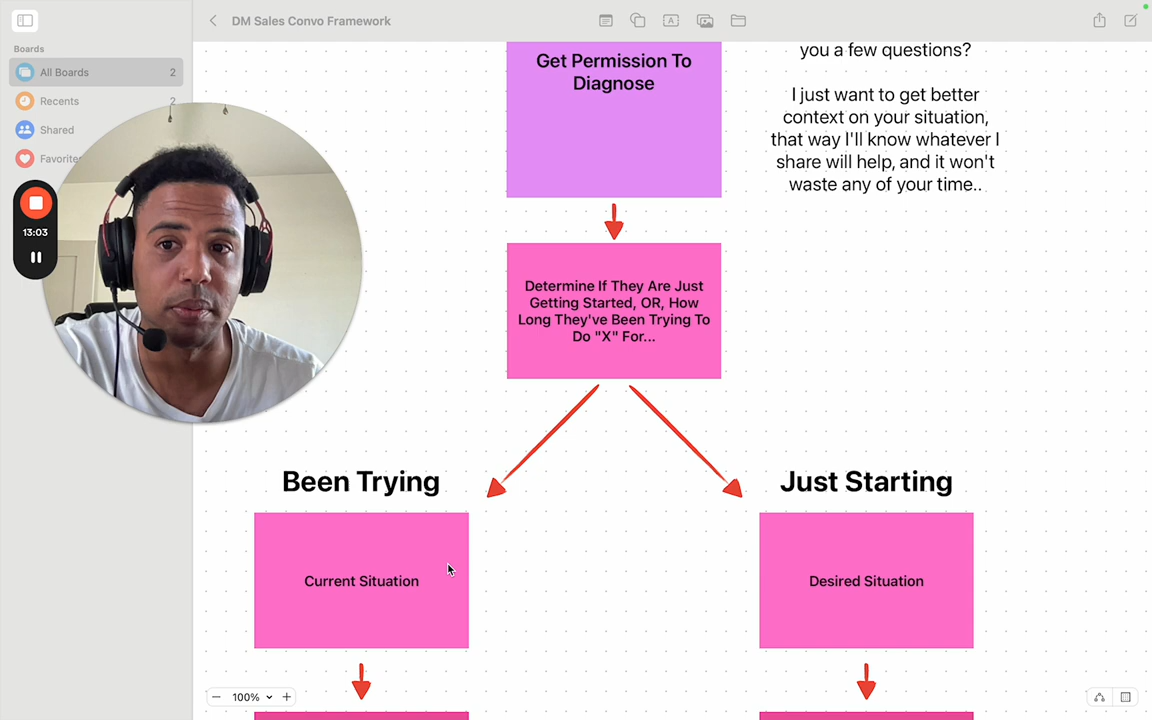 DM Sales Convo Framework
Boards
All Boards 2
Recents 2
Shared
Favorites
13:03
Get Permission To
Diagnose
you a few questions?
I just want to get better
context on your situation,
that way I'll know whatever I
share will help, and it won't
waste any of your time..
Determine If They Are Just
Getting Started, OR, How
Long They've Been Trying To
Do "X" For...
Been Trying
Just Starting
Current Situation
Desired Situation
100%